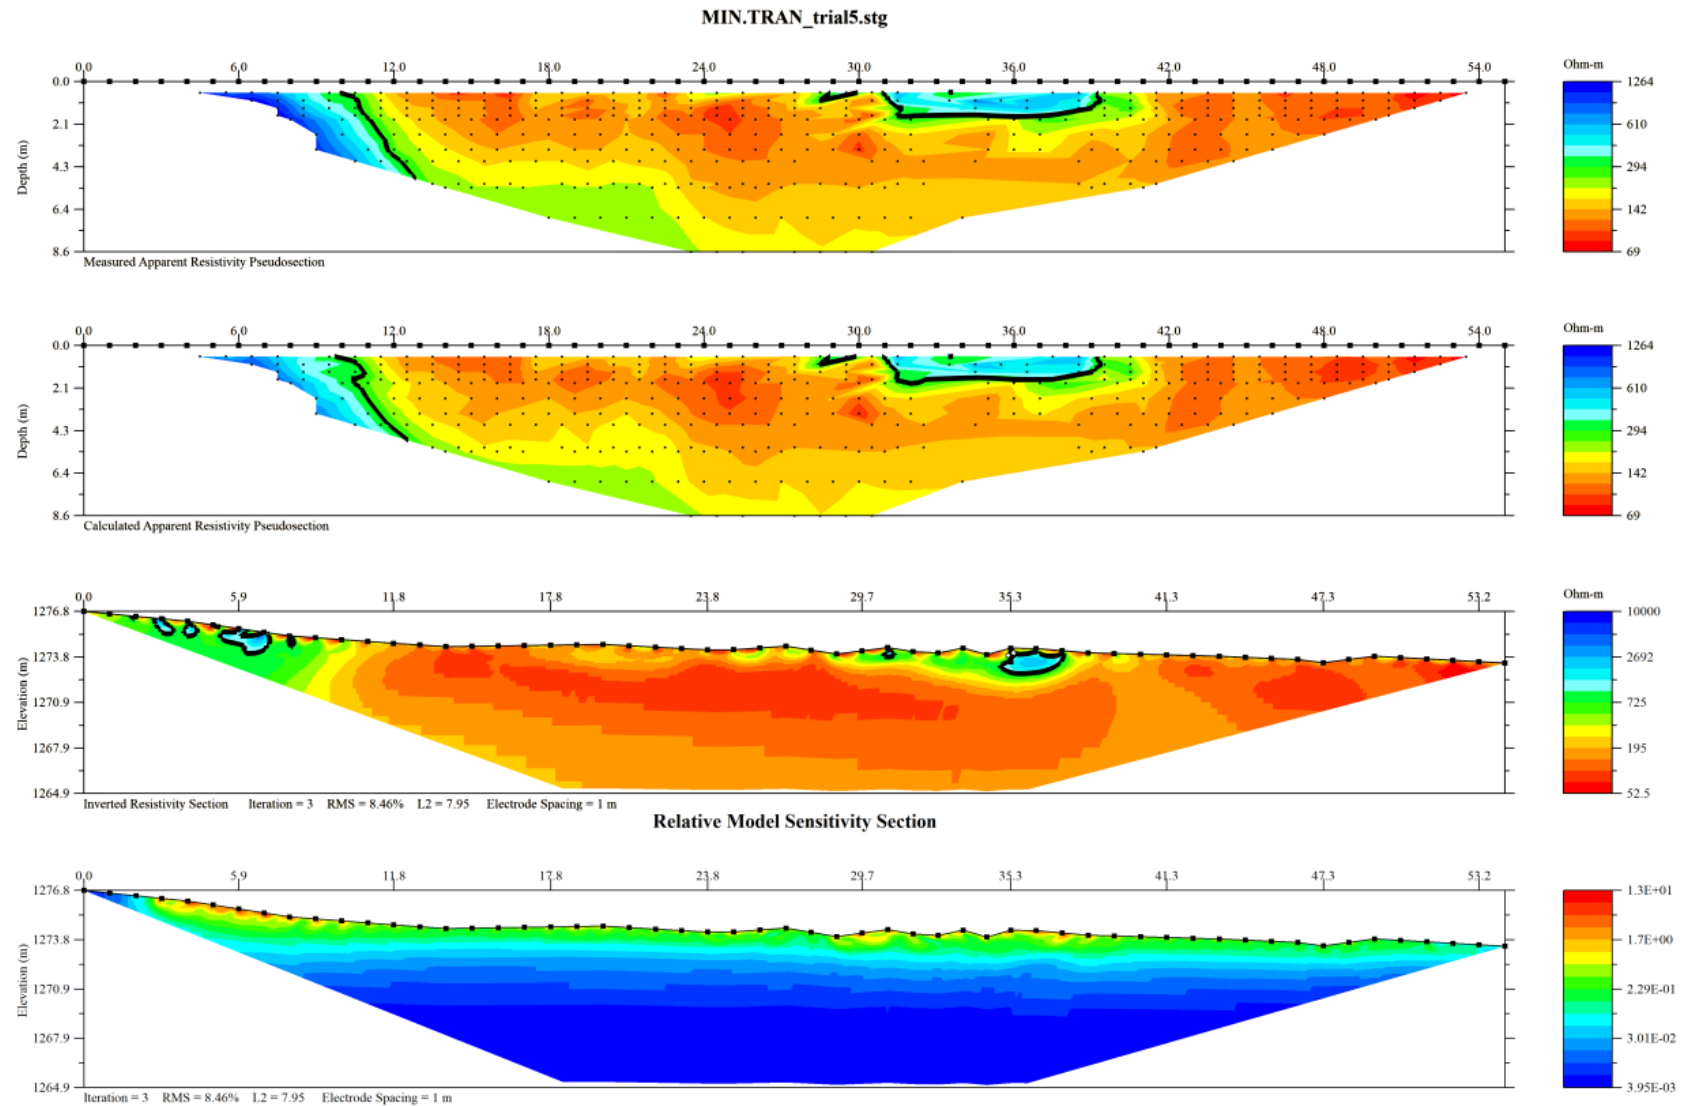 MIN.TRAN_trial5.stg
0.0 6.0 12.0 18.0 24.0 30.0 36.0 42.0 48.0 54.0
Ohm-m
0.0
2.1
4.3
6.4
8.6
Depth (m)
1264
610
294
142
69
Measured Apparent Resistivity Pseudosection
0.0 6.0 12.0 18.0 24.0 30.0 36.0 42.0 48.0 54.0
Ohm-m
0.0
2.1
4.3
6.4
8.6
Depth (m)
1264
610
294
142
69
Calculated Apparent Resistivity Pseudosection
0.0 5.9 11.8 17.8 23.8 29.7 35.3 41.3 47.3 53.2
Ohm-m
1276.8
1273.8
1270.9
1267.9
1264.9
Elevation (m)
10000
2692
725
195
52.5
Inverted Resistivity Section Iteration = 3 RMS = 8.46% L2 = 7.95 Electrode Spacing = 1 m
Relative Model Sensitivity Section
0.0 5.9 11.8 17.8 23.8 29.7 35.3 41.3 47.3 53.2
1276.8
1273.8
1270.9
1267.9
1264.9
Elevation (m)
1.3E+01
1.7E+00
2.29E-01
3.01E-02
3.95E-03
Iteration = 3 RMS = 8.46% L2 = 7.95 Electrode Spacing = 1 m